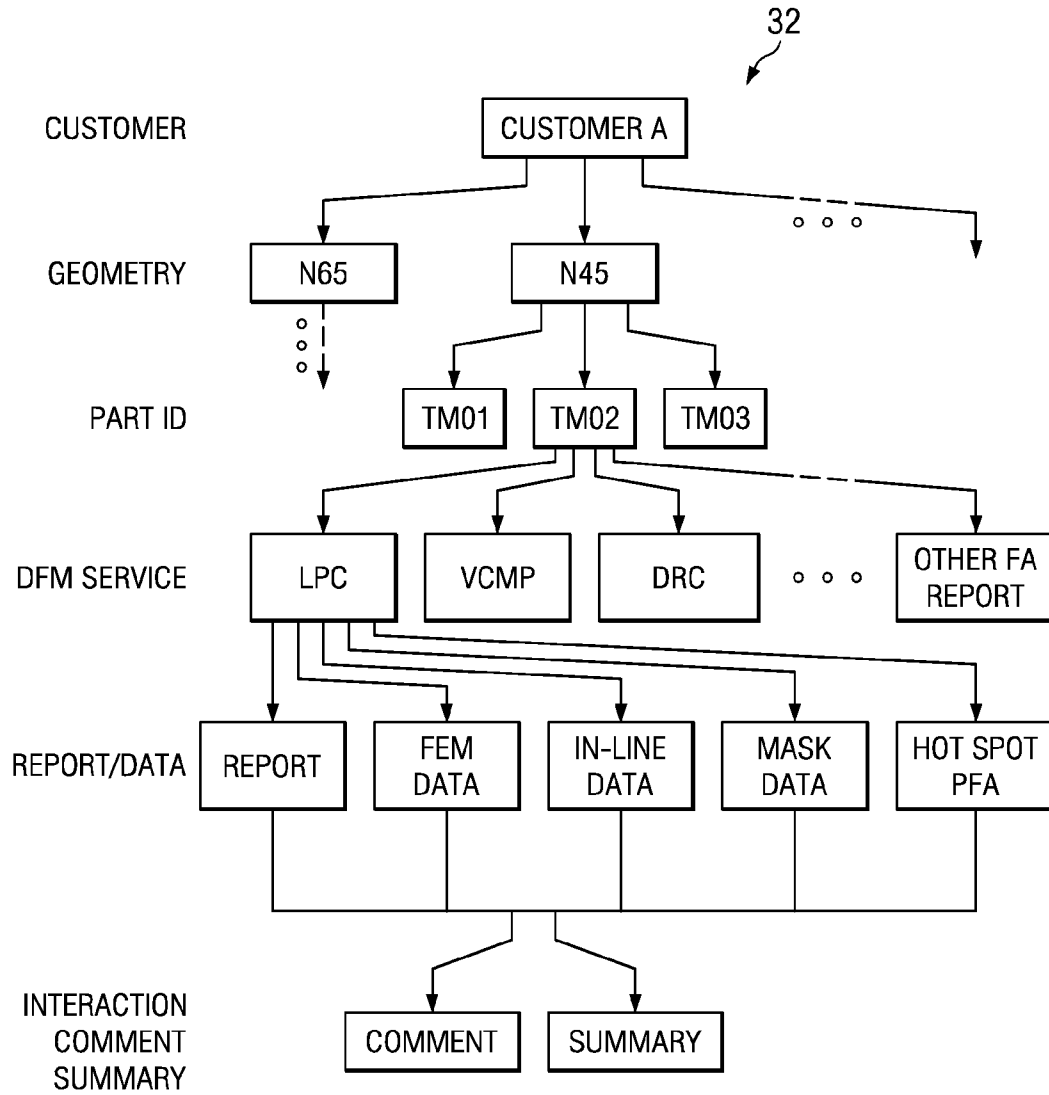 32
CUSTOMER
CUSTOMER A
GEOMETRY
N65
N45
PART ID
TM01
TM02
TM03
DFM SERVICE
LPC
VCMP
DRC
OTHER FA
REPORT
REPORT/DATA
REPORT
FEM
DATA
IN-LINE
DATA
MASK
DATA
HOT SPOT
PFA
INTERACTION
COMMENT
SUMMARY
COMMENT
SUMMARY